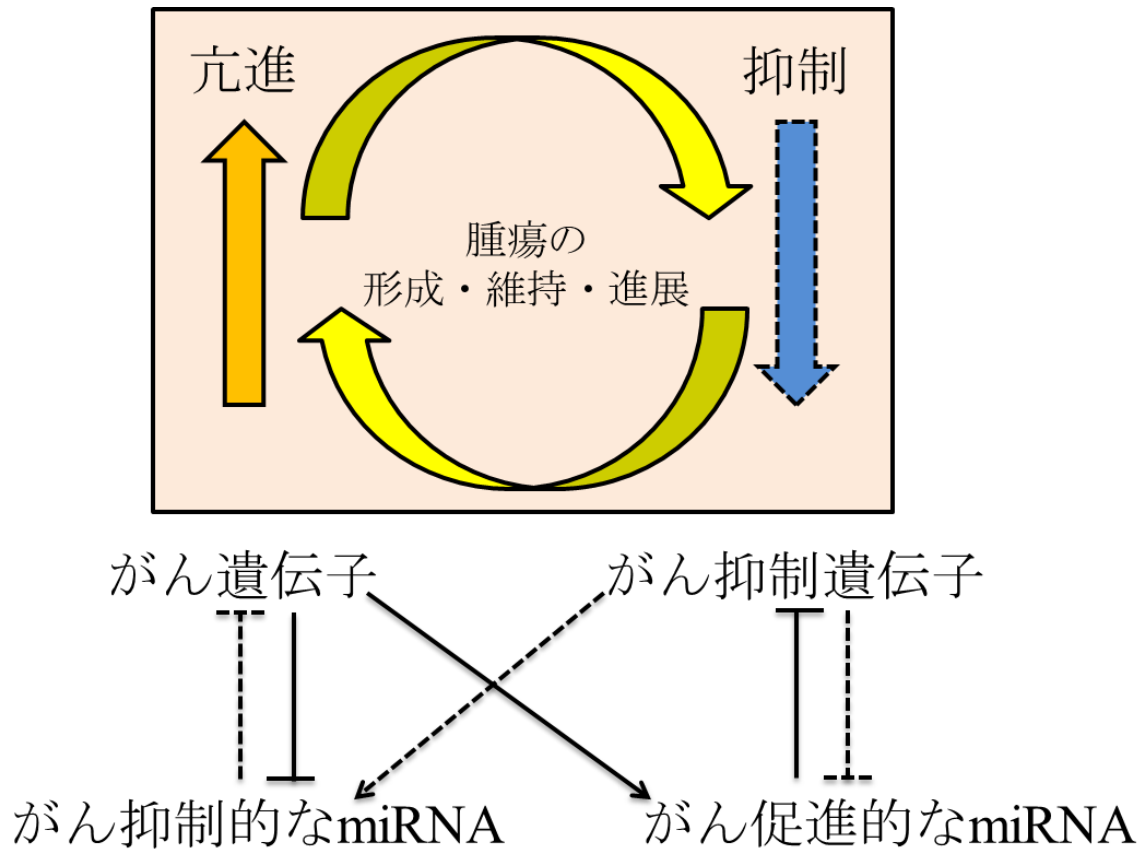 亢進
抑制
腫瘍の
形成・維持・進展
がん遺伝子
がん抑制遺伝子
がん抑制的なmiRNA
がん促進的なmiRNA